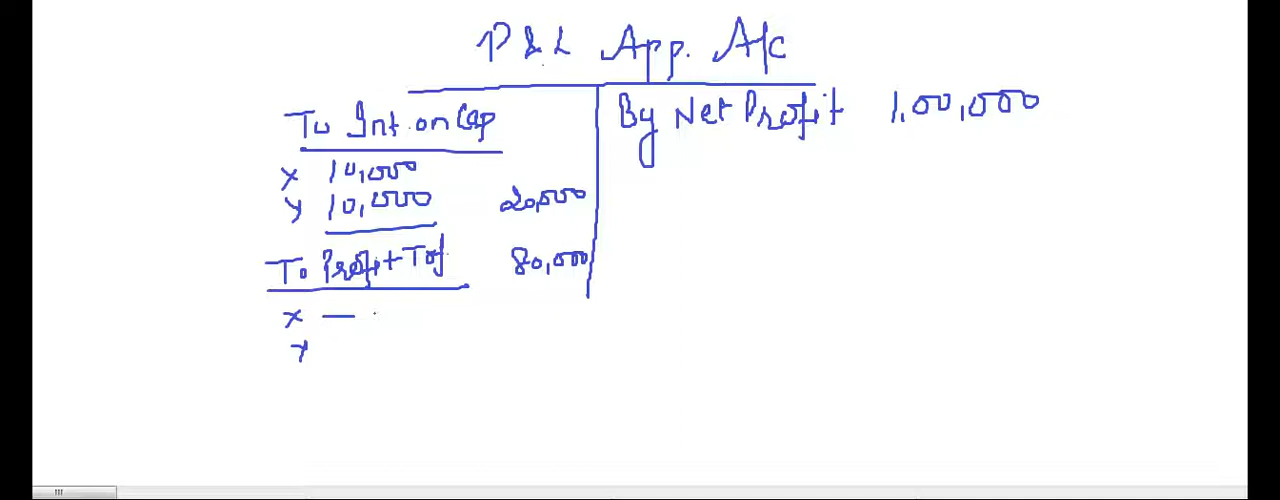 P & L App. A/c
To Int. on Cap
X 10,000
Y 10,000 20,000
To Profit Tsf. 80,000
X —
Y
By Net Profit 1,00,000